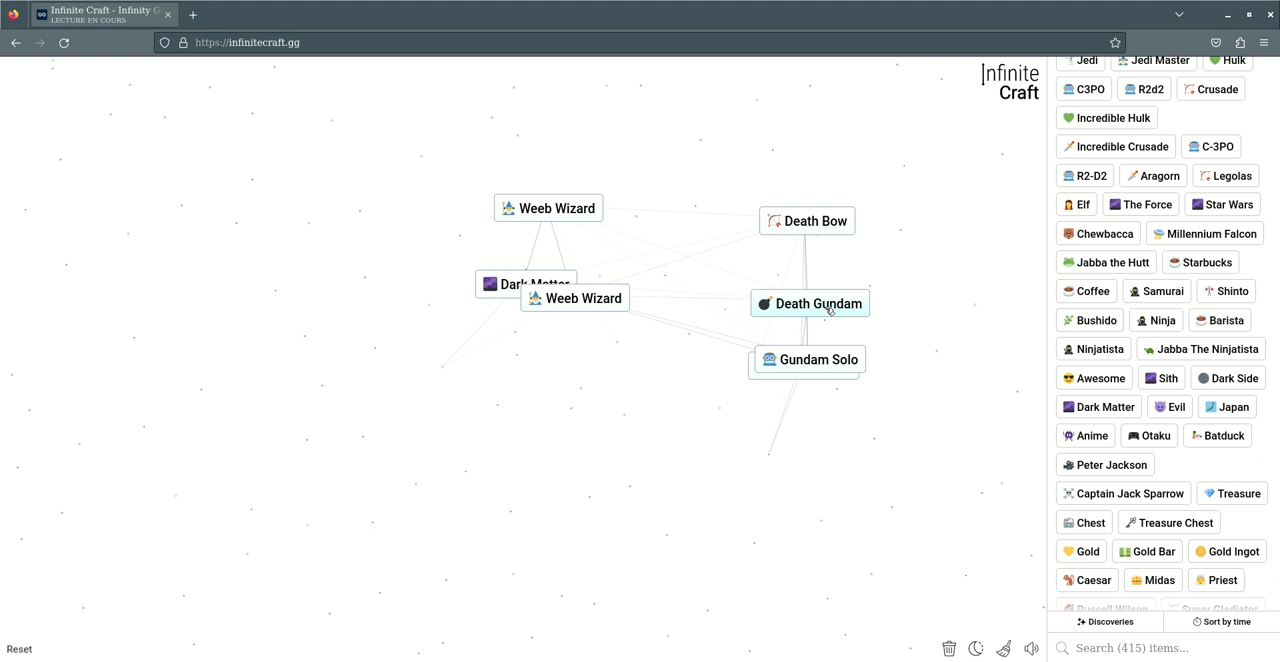 Infinite Craft - Infinity G
LECTURE EN COURS
https://infinitecraft.gg
Infinite
Craft
Weeb Wizard
Death Bow
Dark Matter
Weeb Wizard
Death Gundam
Gundam Solo
Jedi
Jedi Master
Hulk
C3PO
R2d2
Crusade
Incredible Hulk
Incredible Crusade
C-3PO
R2-D2
Aragorn
Legolas
Elf
The Force
Star Wars
Chewbacca
Millennium Falcon
Jabba the Hutt
Starbucks
Coffee
Samurai
Shinto
Bushido
Ninja
Barista
Ninjatista
Jabba The Ninjatista
Awesome
Sith
Dark Side
Dark Matter
Evil
Japan
Anime
Otaku
Batduck
Peter Jackson
Captain Jack Sparrow
Treasure
Chest
Treasure Chest
Gold
Gold Bar
Gold Ingot
Caesar
Midas
Priest
Russell Wilson
Super Gladiator
Discoveries
Sort by time
Search (415) items...
Reset